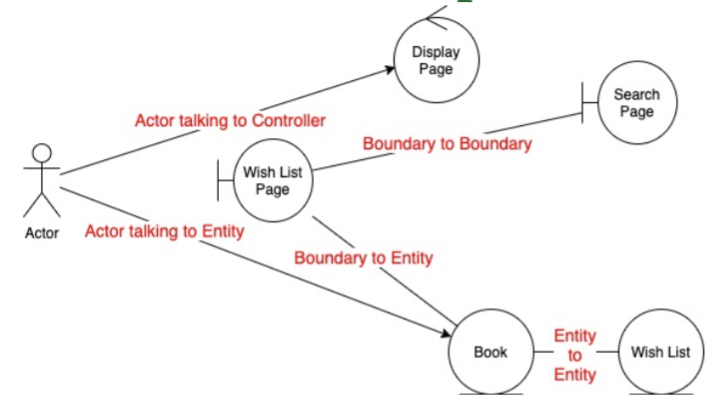 Display
Page
Search
Page
Actor talking to Controller
Boundary to Boundary
Wish List
Page
Actor
Actor talking to Entity
Boundary to Entity
Book
Entity
to
Entity
Wish List